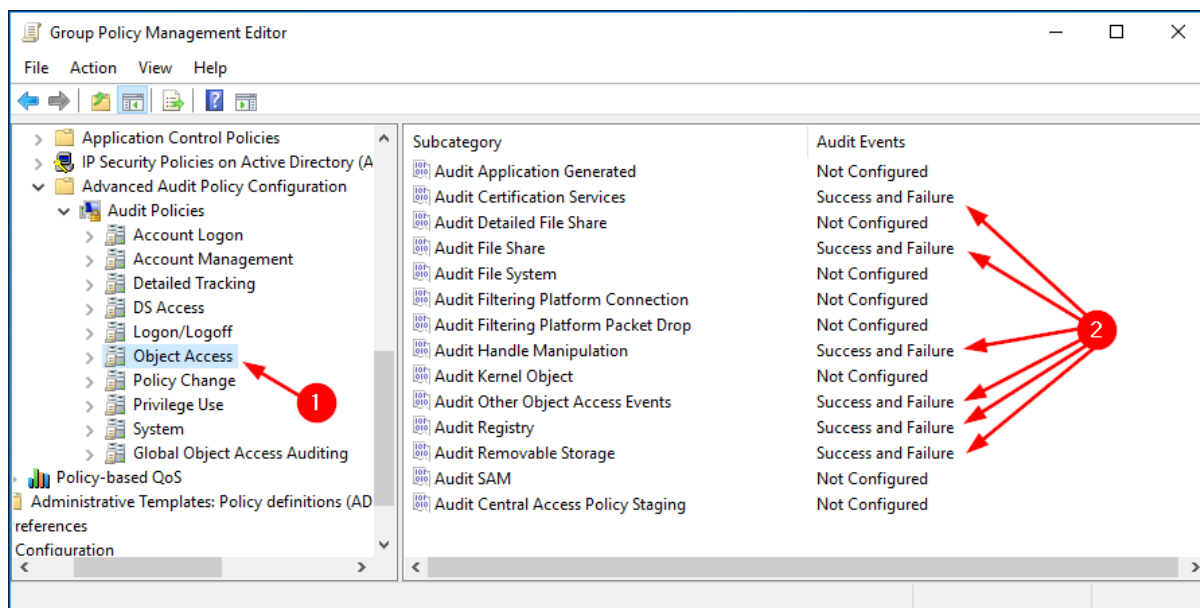 Group Policy Management Editor
File Action View Help
Application Control Policies
IP Security Policies on Active Directory (A
Advanced Audit Policy Configuration
Audit Policies
Account Logon
Account Management
Detailed Tracking
DS Access
Logon/Logoff
Object Access
Policy Change
Privilege Use
System
Global Object Access Auditing
Policy-based QoS
Administrative Templates: Policy definitions (AD
references
Configuration
1
Subcategory Audit Events
Audit Application Generated Not Configured
Audit Certification Services Success and Failure
Audit Detailed File Share Not Configured
Audit File Share Success and Failure
Audit File System Not Configured
Audit Filtering Platform Connection Not Configured
Audit Filtering Platform Packet Drop Not Configured
Audit Handle Manipulation Success and Failure
Audit Kernel Object Not Configured
Audit Other Object Access Events Success and Failure
Audit Registry Success and Failure
Audit Removable Storage Success and Failure
Audit SAM Not Configured
Audit Central Access Policy Staging Not Configured
2